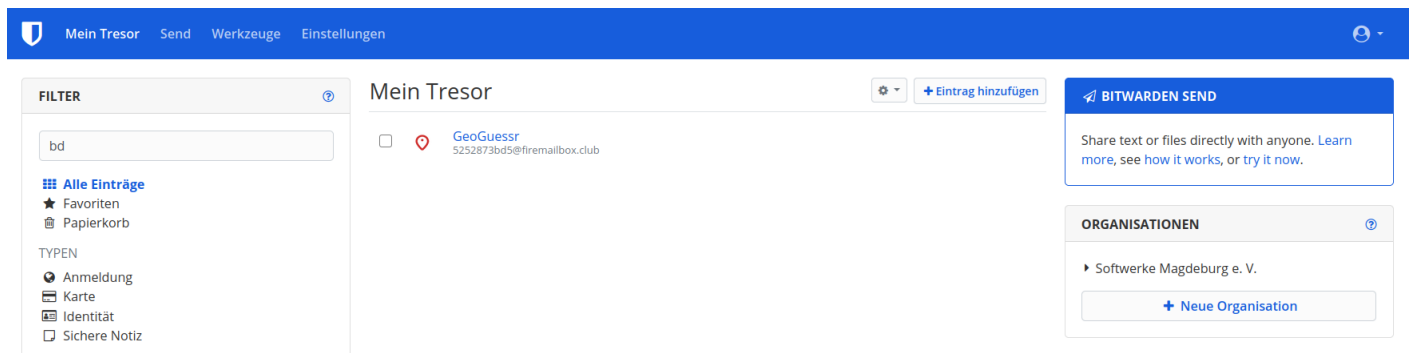 Mein Tresor Send Werkzeuge Einstellungen
FILTER
bd
Alle Einträge
Favoriten
Papierkorb
TYPEN
Anmeldung
Karte
Identität
Sichere Notiz
Mein Tresor
Eintrag hinzufügen
GeoGuessr
5252873bd5@firemailbox.club
BITWARDEN SEND
Share text or files directly with anyone. Learn
more, see how it works, or try it now.
ORGANISATIONEN
Softwerke Magdeburg e. V.
Neue Organisation